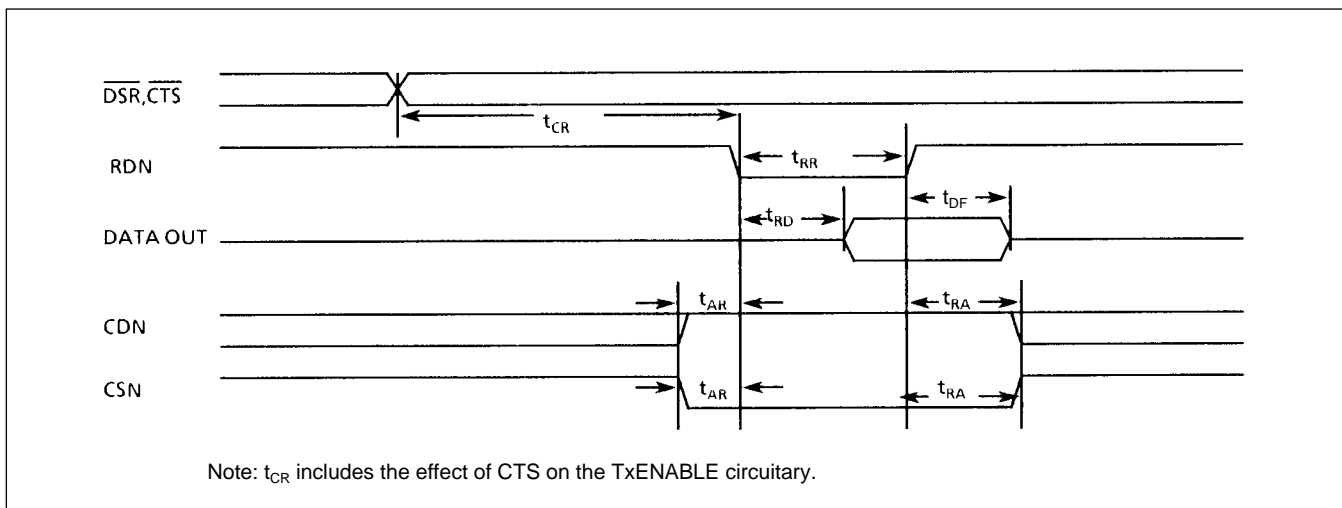 DSR,CTS
tCR
RDN
tRR
tDF
tRD
DATA OUT
tAR
tRA
CDN
CSN
tAR
tRA
Note: tCR includes the effect of CTS on the TxENABLE circuitary.